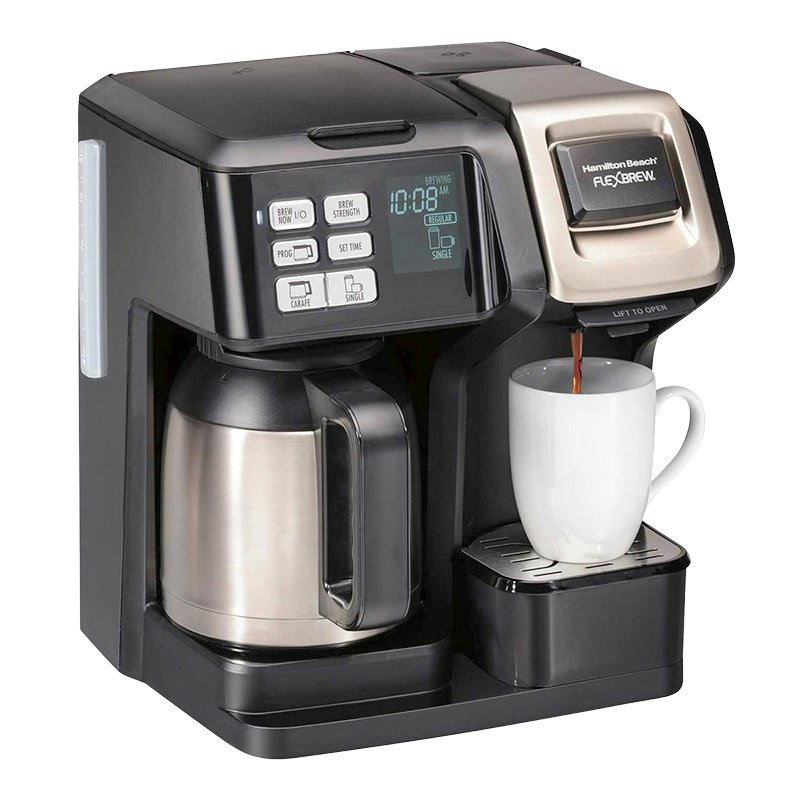 Hamilton Beach®
FLEXBREW®
BREWING
10:08 AM
REGULAR
SINGLE
BREW NOW I/O
BREW STRENGTH
PROG
SET TIME
CARAFE
SINGLE
LIFT TO OPEN